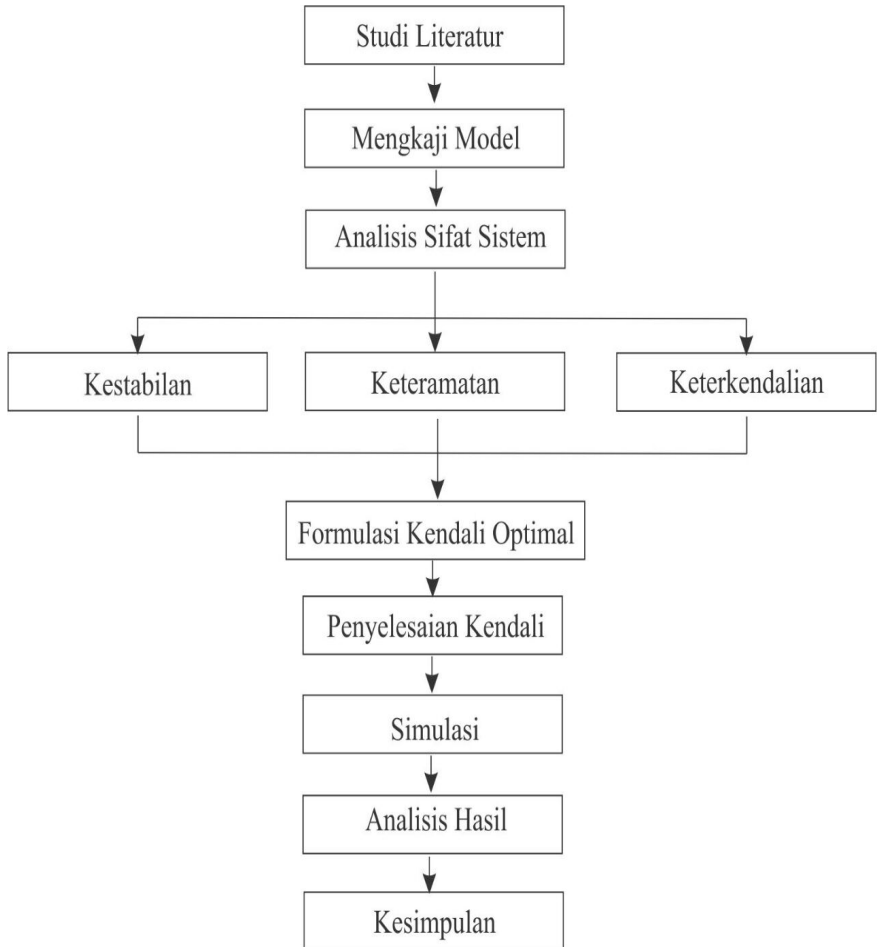 Studi Literatur
Mengkaji Model
Analisis Sifat Sistem
Kestabilan
Keteramatan
Keterkendalian
Formulasi Kendali Optimal
Penyelesaian Kendali
Simulasi
Analisis Hasil
Kesimpulan